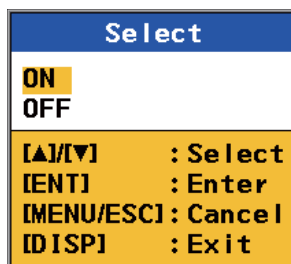 Select
ON
OFF
[▲]/[▼] :Select
[ENT] :Enter
[MENU/ESC]:Cancel
[DISP] :Exit